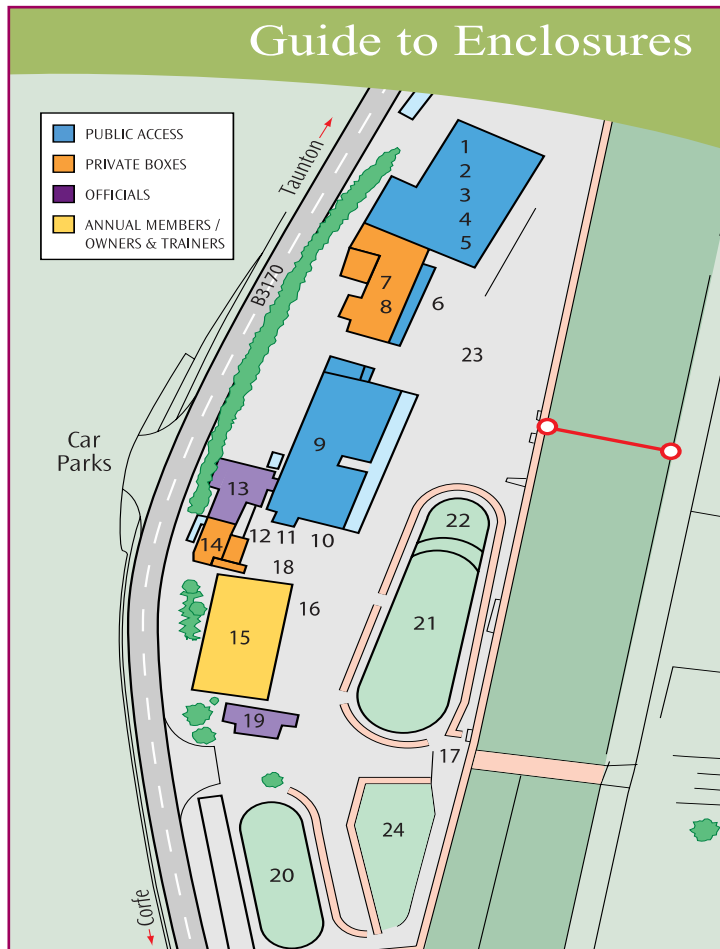 Guide to Enclosures
PUBLIC ACCESS
PRIVATE BOXES
OFFICIALS
ANNUAL MEMBERS /
OWNERS & TRAINERS
Taunton
B3170
Car
Parks
Corfe
1
2
3
4
5
6
7
8
23
9
13
14
12
11
10
18
16
15
19
22
21
17
24
20